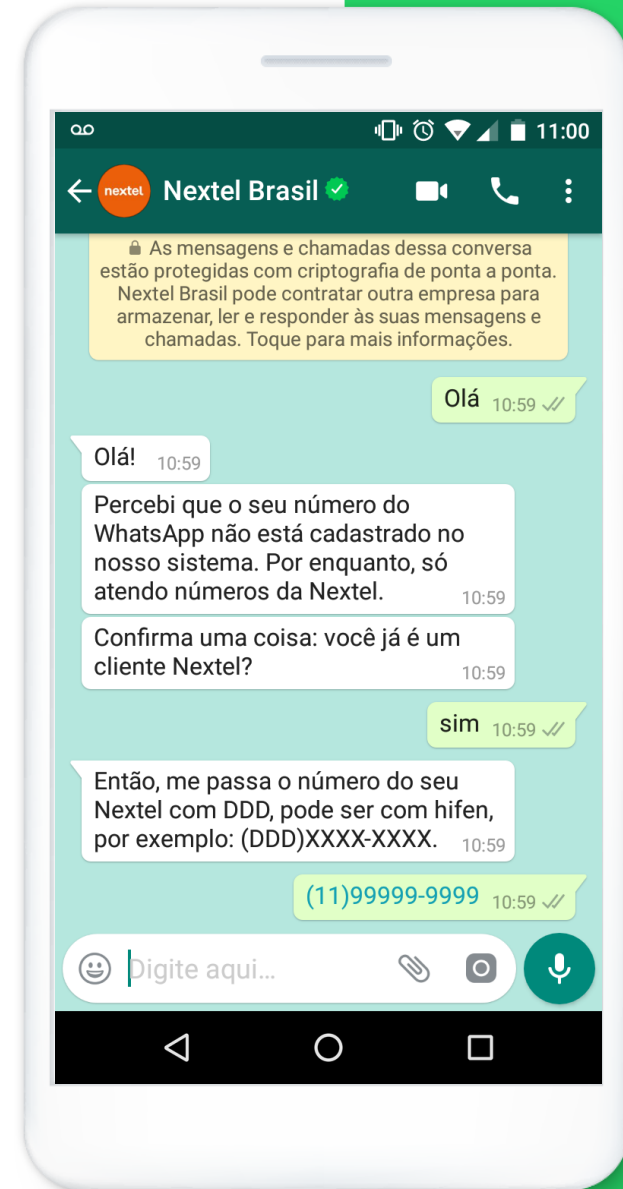 11:00
nextel
Nextel Brasil
As mensagens e chamadas dessa conversa
estão protegidas com criptografia de ponta a ponta.
Nextel Brasil pode contratar outra empresa para
armazenar, ler e responder às suas mensagens e
chamadas. Toque para mais informações.
Olá 10:59
Olá! 10:59
Percebi que o seu número do
WhatsApp não está cadastrado no
nosso sistema. Por enquanto, só
atendo números da Nextel. 10:59
Confirma uma coisa: você já é um
cliente Nextel? 10:59
sim 10:59
Então, me passa o número do seu
Nextel com DDD, pode ser com hifen,
por exemplo: (DDD)XXXX-XXXX. 10:59
(11)99999-9999 10:59
Digite aqui...